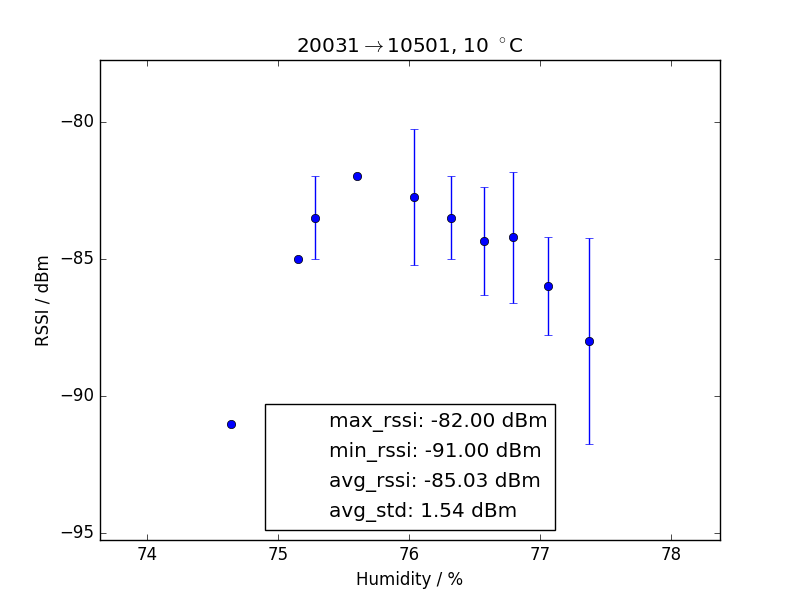 20031→10501, 10 °C
−80
−85
−90
−95
RSSI / dBm
max_rssi: -82.00 dBm
min_rssi: -91.00 dBm
avg_rssi: -85.03 dBm
avg_std: 1.54 dBm
74 75 76 77 78
Humidity / %